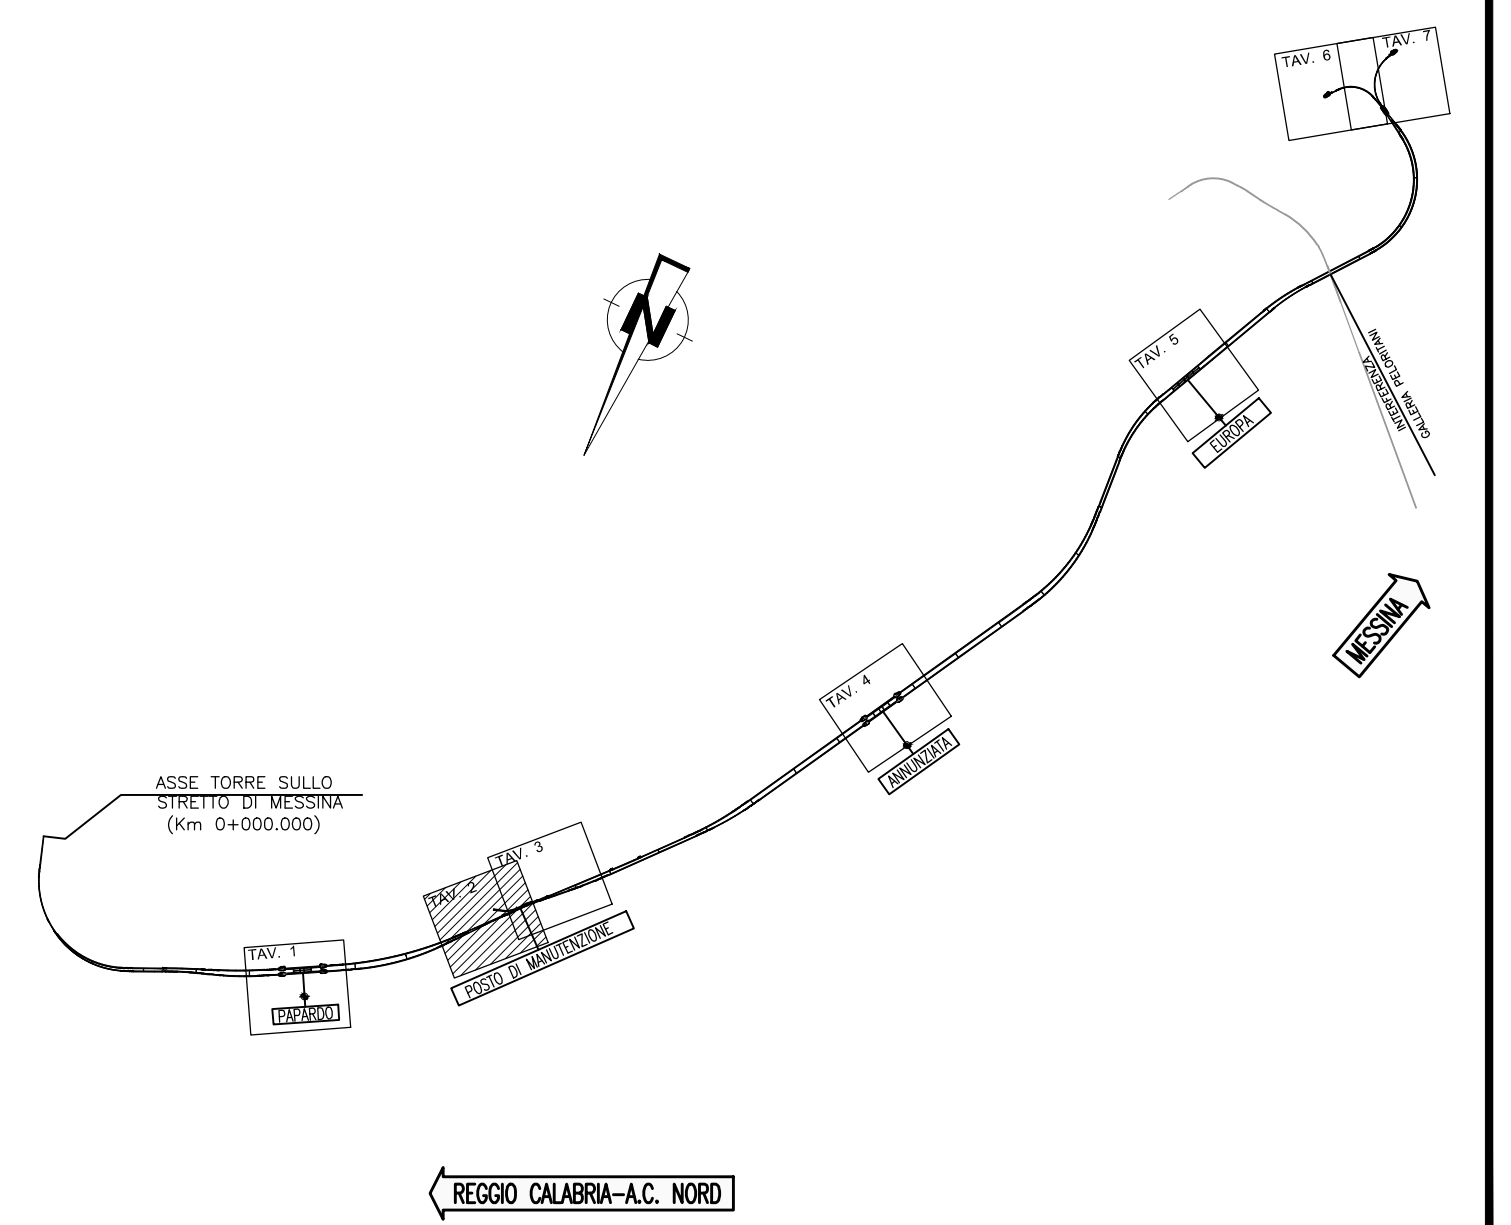 TAV. 6
TAV. 7
N
TAV. 5
EUROPA
INTERFERENZA
GALLERIA PELORITANI
MESSINA
TAV. 4
ANNUNZIATA
ASSE TORRE SULLO
STRETTO DI MESSINA
(Km 0+000.000)
TAV. 3
TAV. 2
POSTO DI MANUTENZIONE
TAV. 1
PAPARDO
REGGIO CALABRIA-A.C. NORD